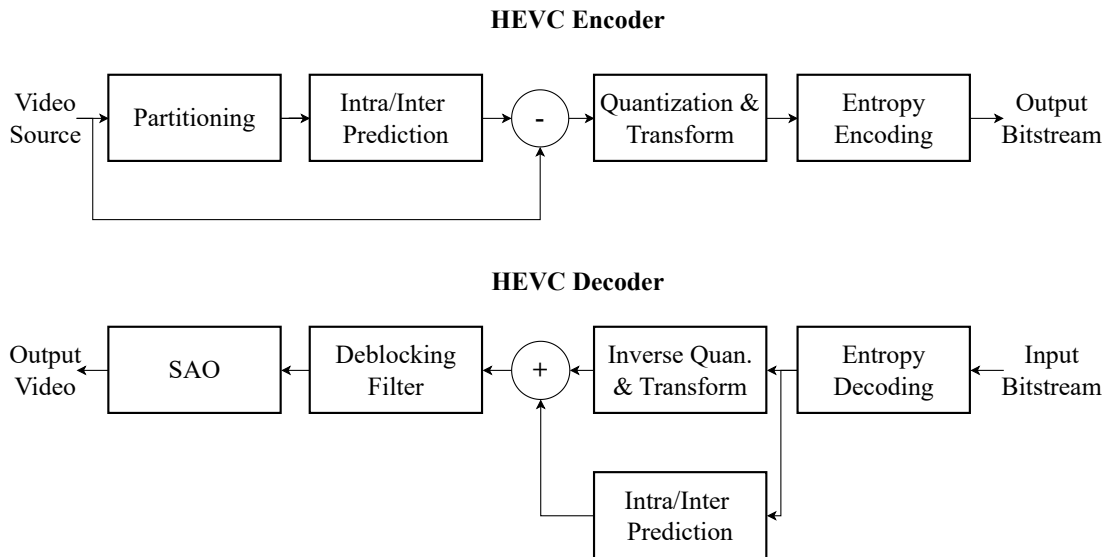 HEVC Encoder
Video
Source
Partitioning
Intra/Inter
Prediction
-
Quantization &
Transform
Entropy
Encoding
Output
Bitstream
HEVC Decoder
Output
Video
SAO
Deblocking
Filter
+
Inverse Quan.
& Transform
Entropy
Decoding
Input
Bitstream
Intra/Inter
Prediction